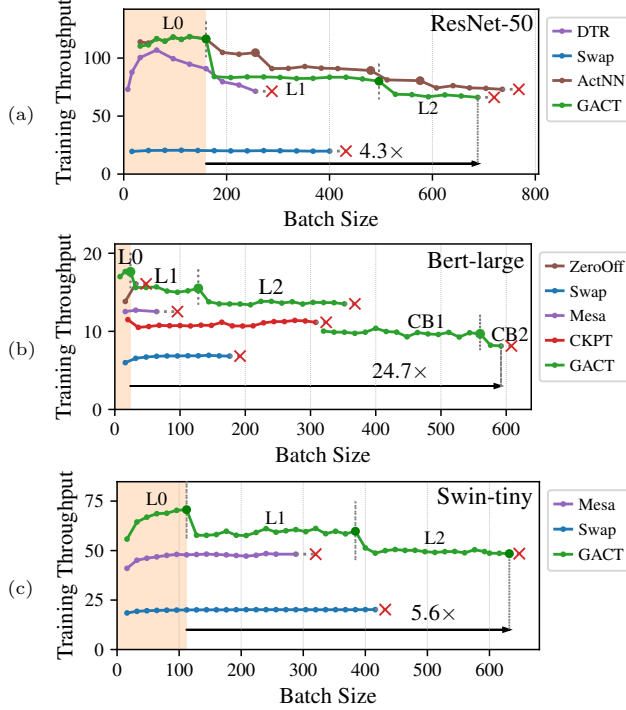 (a)
Training Throughput
100
50
0
L0
L1
L2
4.3×
ResNet-50
0
200
400
600
800
Batch Size
DTR
Swap
ActNN
GACT
(b)
Training Throughput
20
10
0
L0
L1
L2
CB1
CB2
24.7×
Bert-large
0
100
200
300
400
500
600
Batch Size
ZeroOff
Swap
Mesa
CKPT
GACT
(c)
Training Throughput
75
50
25
0
L0
L1
L2
5.6×
Swin-tiny
0
100
200
300
400
500
600
Batch Size
Mesa
Swap
GACT